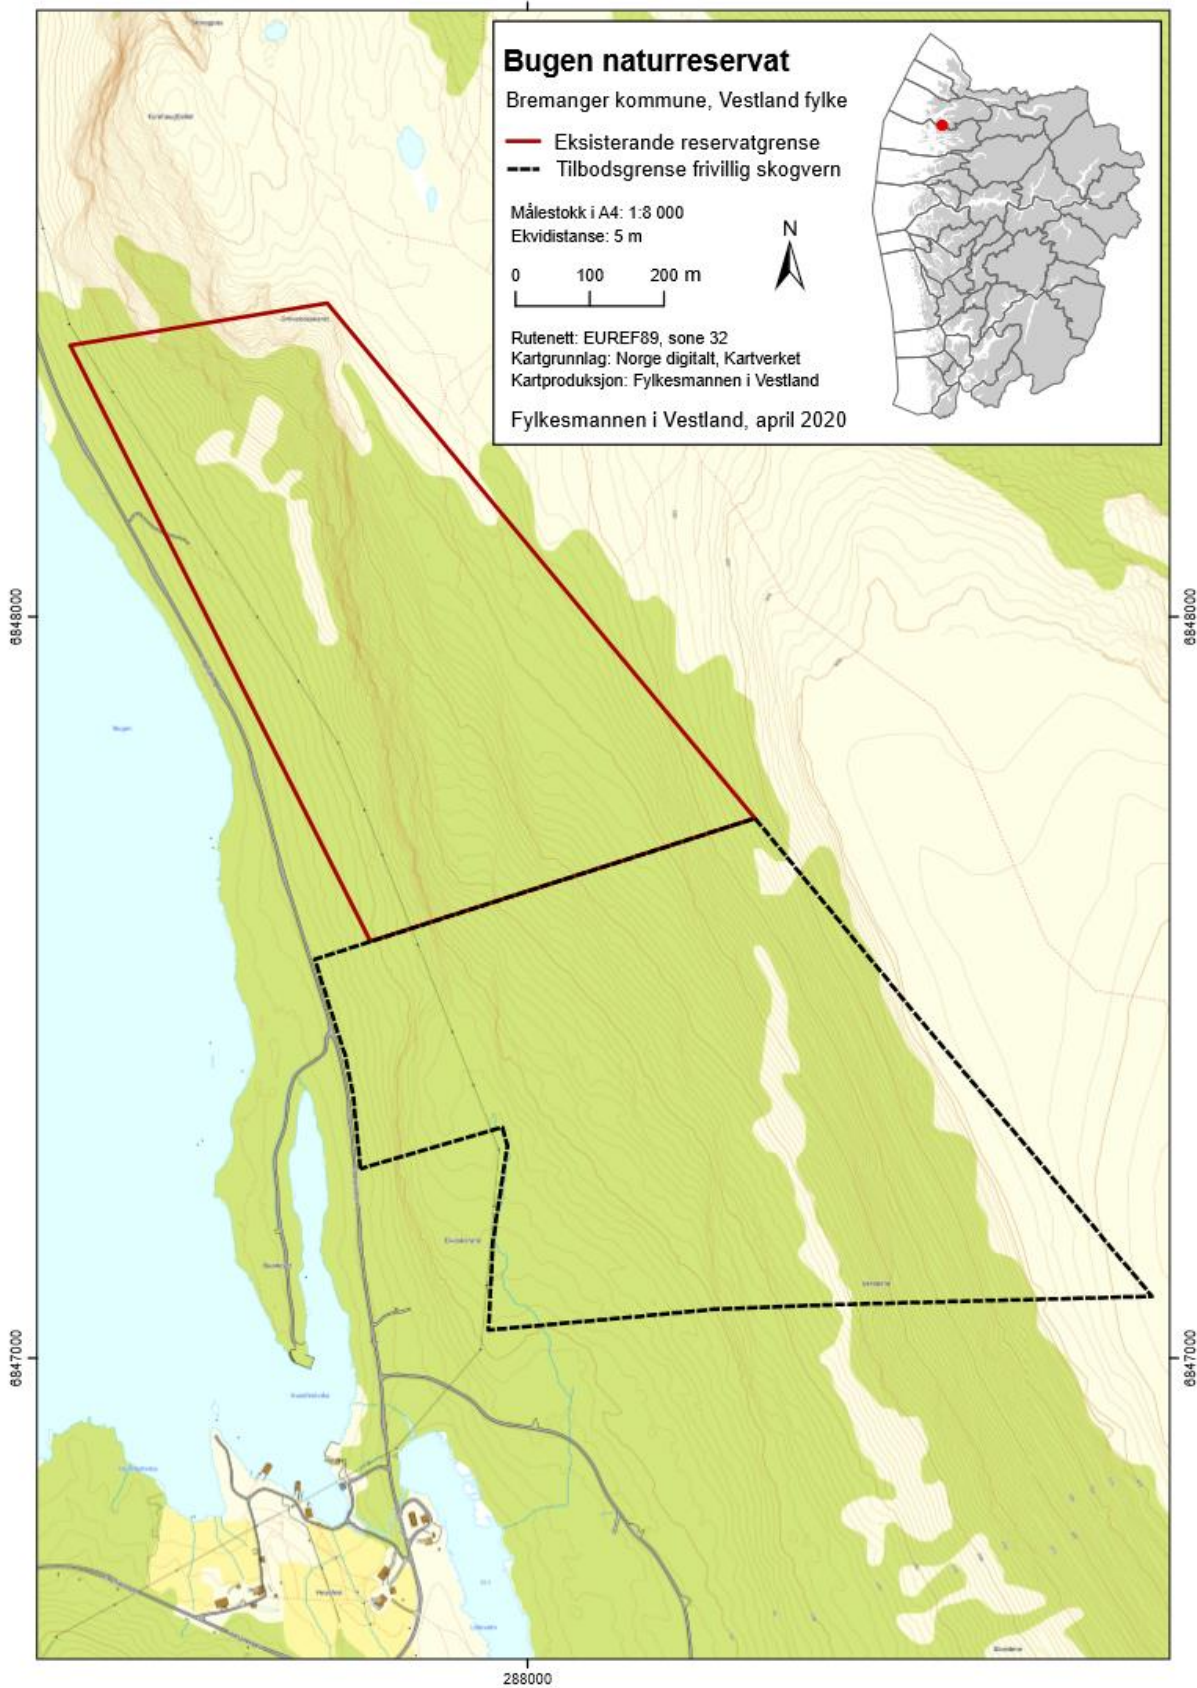 Bugen naturreservat
Bremanger kommune, Vestland fylke
Eksisterande reservatgrense
Tilbodsgrense frivillig skogvern
Målestokk i A4: 1:8 000
Ekvidistanse: 5 m
N
0 100 200 m
Rutenett: EUREF89, sone 32
Kartgrunnlag: Norge digitalt, Kartverket
Kartproduksjon: Fylkesmannen i Vestland
Fylkesmannen i Vestland, april 2020
6848000
6848000
Bugen
6847000
6847000
288000